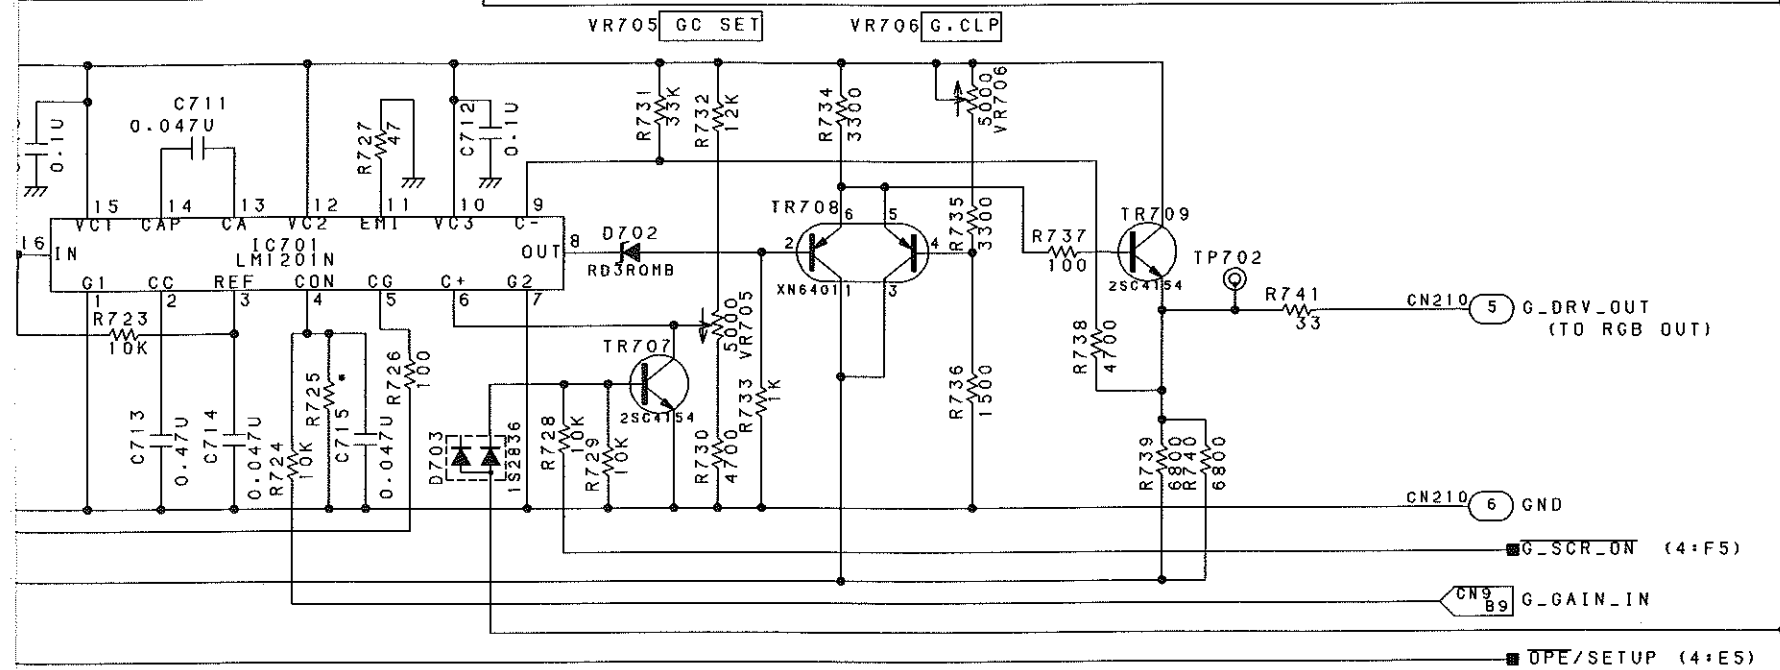 VR705 GC SET
VR706 G.CLP
C711
0.047U
0.1U
R727
47
C712
0.1U
R731
33K
R732
12K
R734
3300
5000
VR706
15
14
13
12
11
10
9
VC1
CAP
CA
VC2
EMI
VC3
C-
16
IN
IC701
LM1201N
OUT
8
G1
CC
REF
CON
CG
C+
G2
1
2
3
4
5
6
7
D702
RD3R0MB
TR708
6
5
2
4
XN6401
1
3
R735
3300
R737
100
TR709
2SC4154
TP702
R741
33
CN210
5
G_DRV_OUT
(TO RGB OUT)
R723
10K
R725
*
R726
100
TR707
2SC4154
5000
VR705
R733
1K
R736
1500
R738
4700
C713
0.47U
C714
0.047U
R724
10K
C715
0.047U
D703
1S2836
R728
10K
R729
10K
R730
4700
R739
6800
R740
6800
CN210
6
GND
G_SCR_ON (4:F5)
CN9
B9
G_GAIN_IN
OPE/SETUP (4:E5)